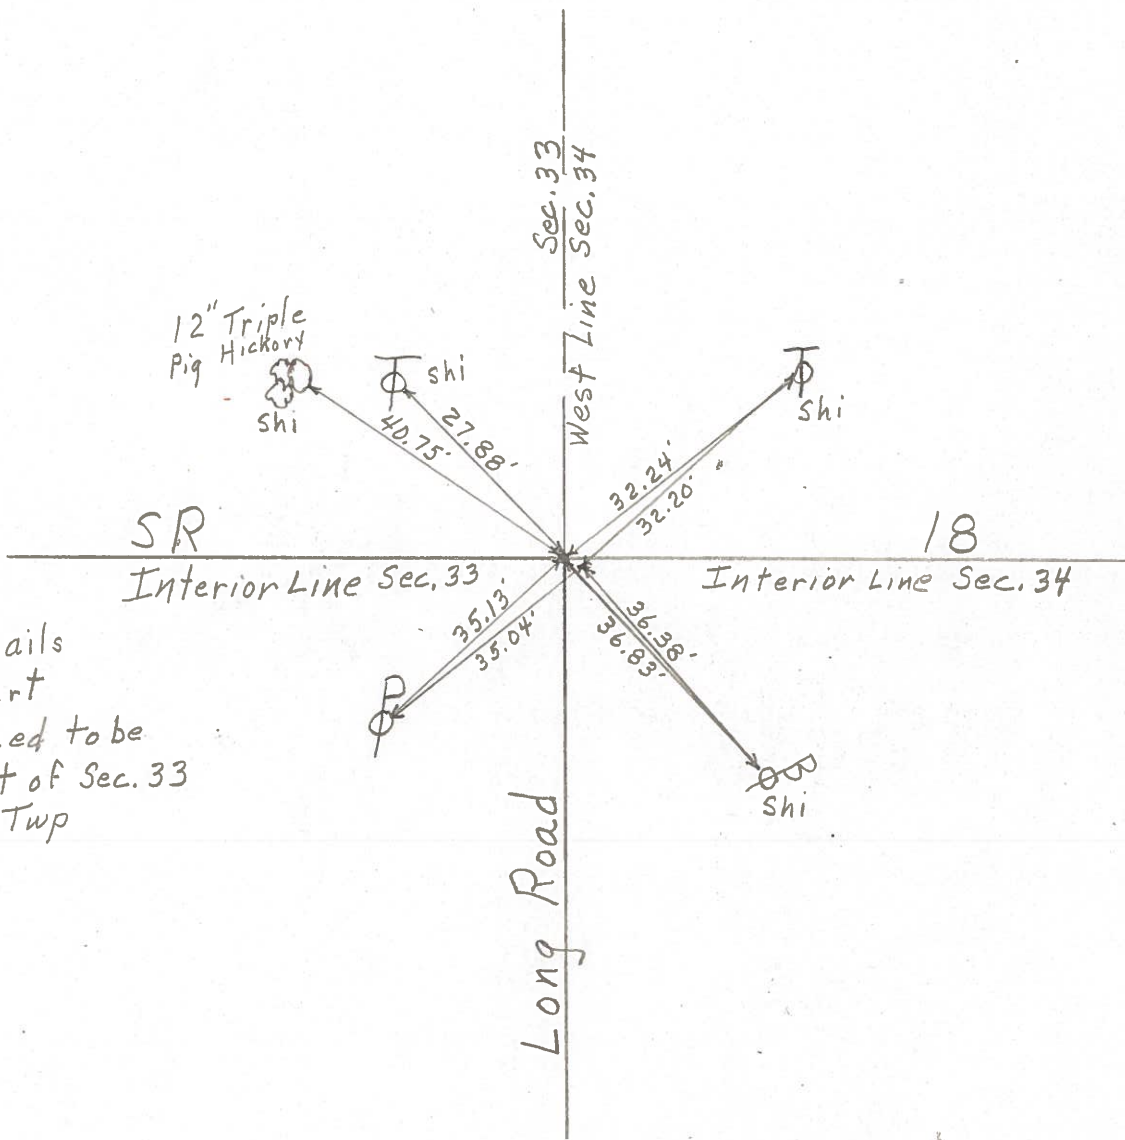 Sec. 33
West Line Sec. 34
12" Triple
Pig Hickory
shi
shi
shi
40.75'
27.88'
32.24'
32.20'
SR
18
Interior Line Sec. 33
Interior Line Sec. 34
35.13'
35.04'
36.38'
36.83'
ails
rt
ed to be
t of Sec. 33
Twp
P
shi
Long Road